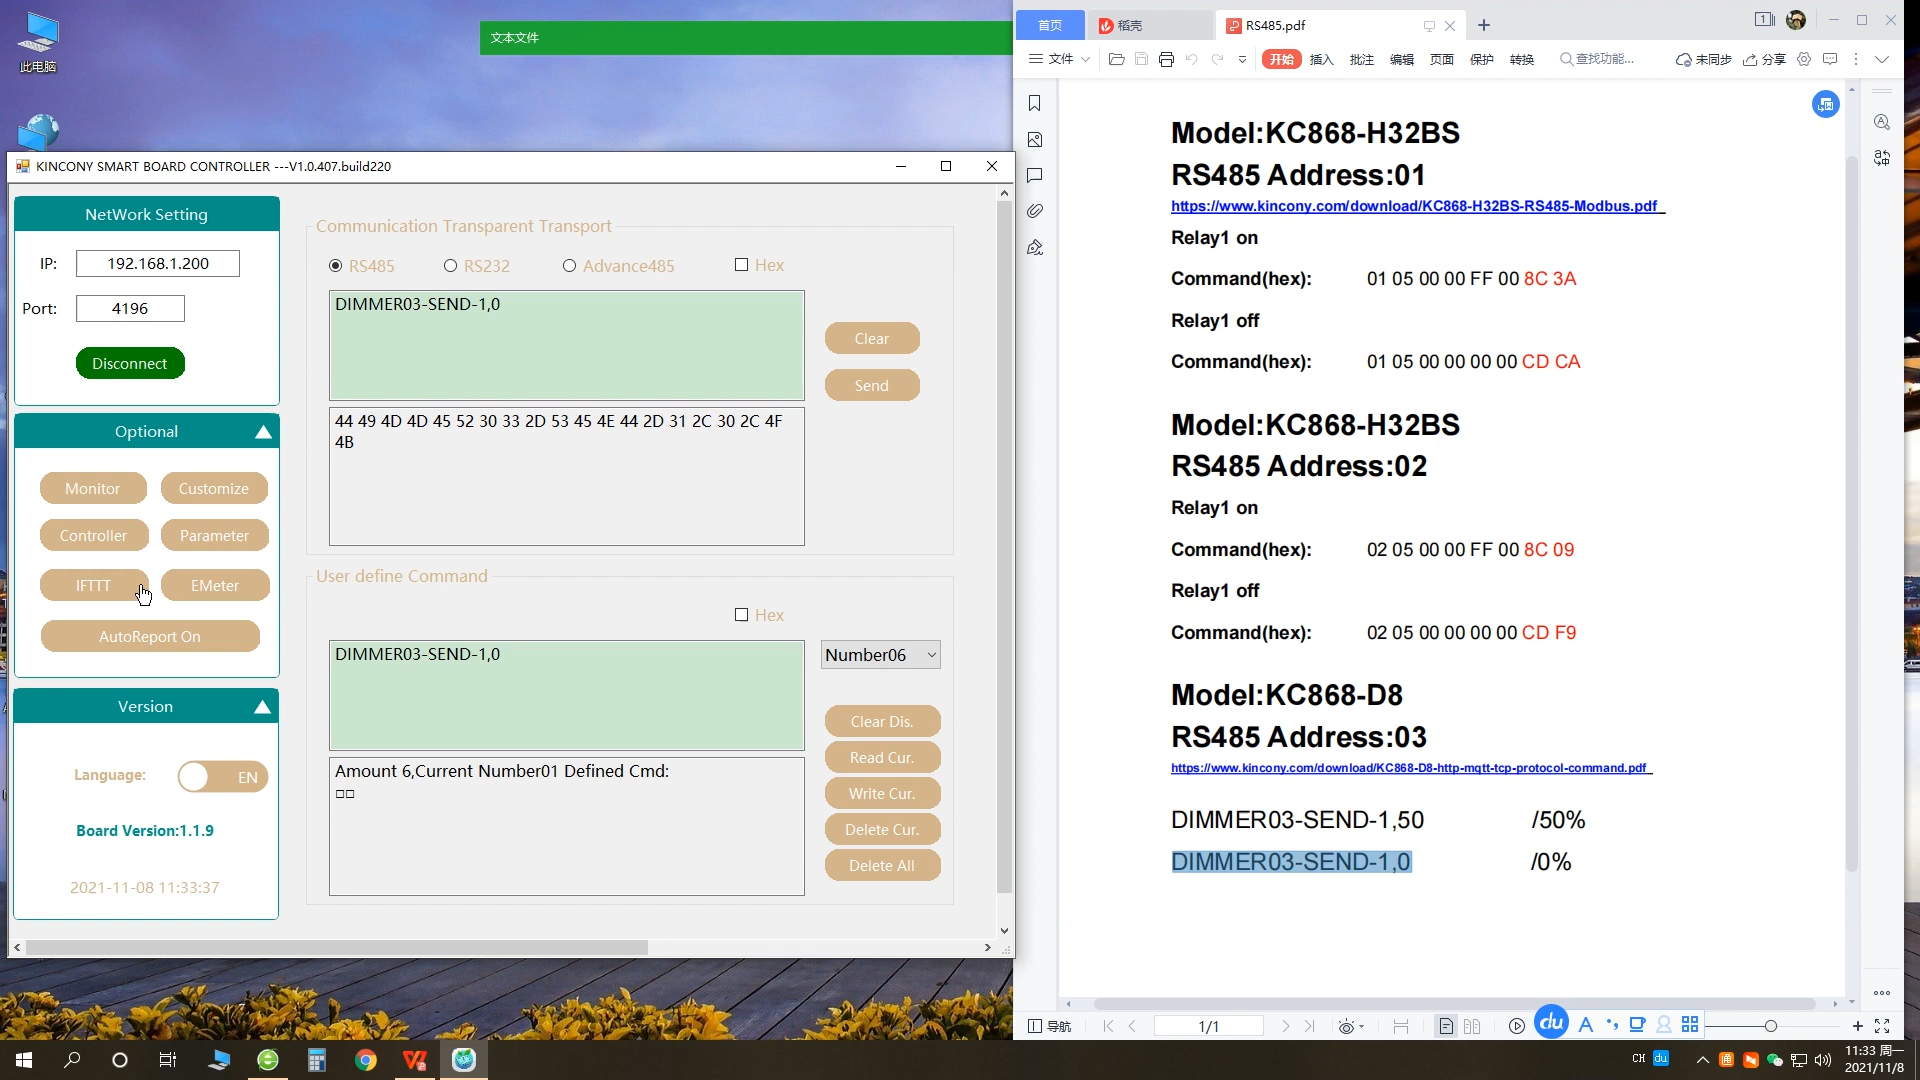 此电脑
文本文件
KINCONY SMART BOARD CONTROLLER ---V1.0.407.build220
NetWork Setting
IP: 192.168.1.200
Port: 4196
Disconnect
Optional
Monitor Customize
Controller Parameter
IFTTT EMeter
AutoReport On
Version
Language: EN
Board Version:1.1.9
2021-11-08 11:33:37
Communication Transparent Transport
RS485 RS232 Advance485 Hex
DIMMER03-SEND-1,0
Clear
Send
44 49 4D 4D 45 52 30 33 2D 53 45 4E 44 2D 31 2C 30 2C 4F
4B
User define Command
Hex
DIMMER03-SEND-1,0
Number06
Clear Dis.
Read Cur.
Write Cur.
Delete Cur.
Delete All
Amount 6,Current Number01 Defined Cmd:
□□
首页 稻壳 RS485.pdf
文件 开始 插入 批注 编辑 页面 保护 转换 查找功能... 未同步 分享
Model:KC868-H32BS
RS485 Address:01
https://www.kincony.com/download/KC868-H32BS-RS485-Modbus.pdf
Relay1 on
Command(hex): 01 05 00 00 FF 00 8C 3A
Relay1 off
Command(hex): 01 05 00 00 00 00 CD CA
Model:KC868-H32BS
RS485 Address:02
Relay1 on
Command(hex): 02 05 00 00 FF 00 8C 09
Relay1 off
Command(hex): 02 05 00 00 00 00 CD F9
Model:KC868-D8
RS485 Address:03
https://www.kincony.com/download/KC868-D8-http-mqtt-tcp-protocol-command.pdf
DIMMER03-SEND-1,50 /50%
DIMMER03-SEND-1,0 /0%
导航 1/1 du A
CH du 11:33 周一
2021/11/8